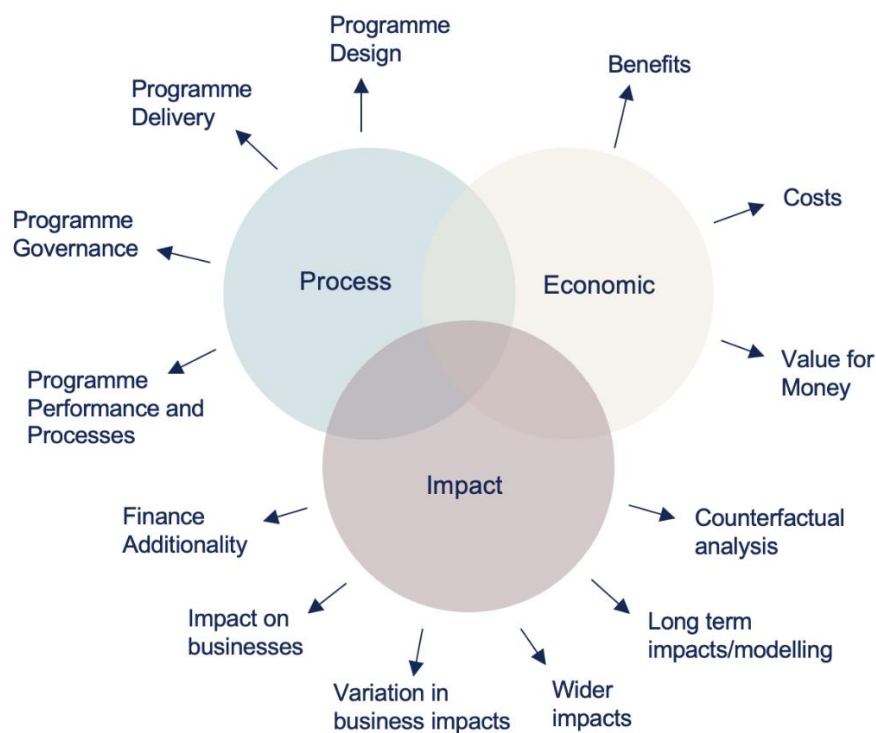 Programme
Design
Benefits
Programme
Delivery
Costs
Programme
Governance
Process
Economic
Value for
Money
Programme
Performance and
Processes
Impact
Finance
Additionality
Counterfactual
analysis
Impact on
businesses
Long term
impacts/modelling
Variation in
business impacts
Wider
impacts